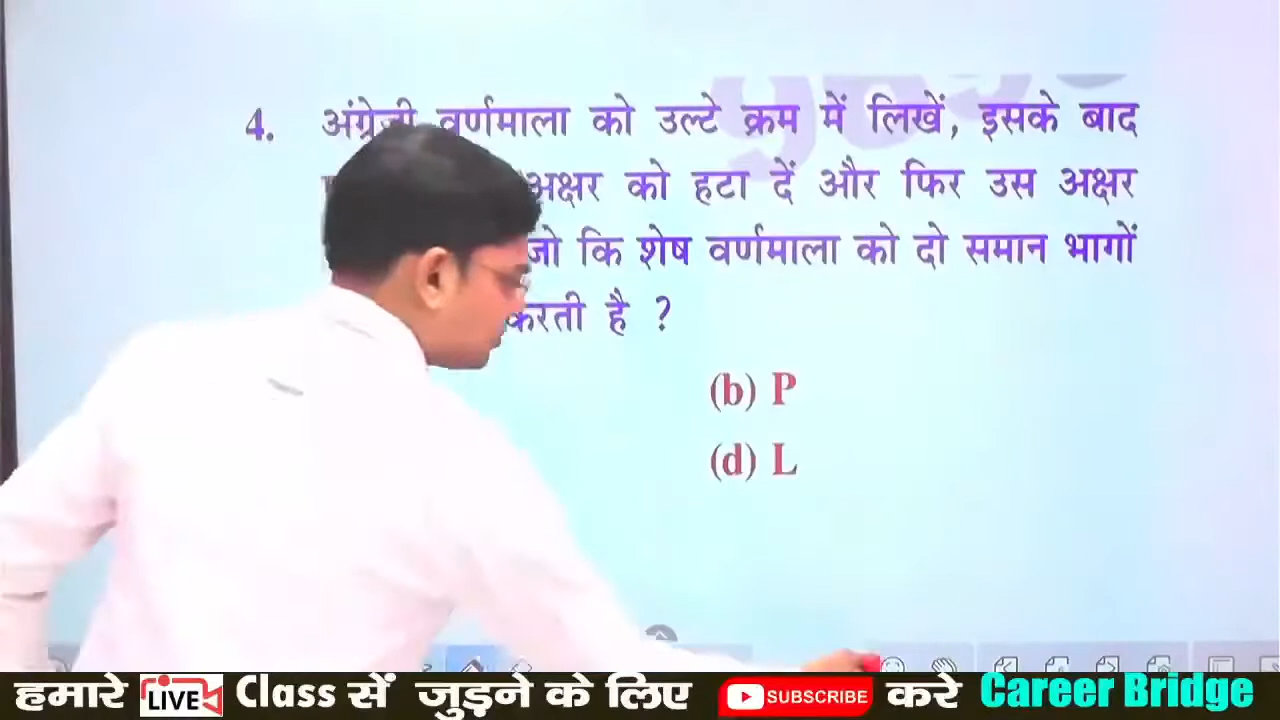 4. अंग्रेजी वर्णमाला को उल्टे क्रम में लिखें, इसके बाद
अक्षर को हटा दें और फिर उस अक्षर
जो कि शेष वर्णमाला को दो समान भागों
करती है ?
(b) P
(d) L
हमारे LIVE Class सें जुड़ने के लिए SUBSCRIBE करे Career Bridge